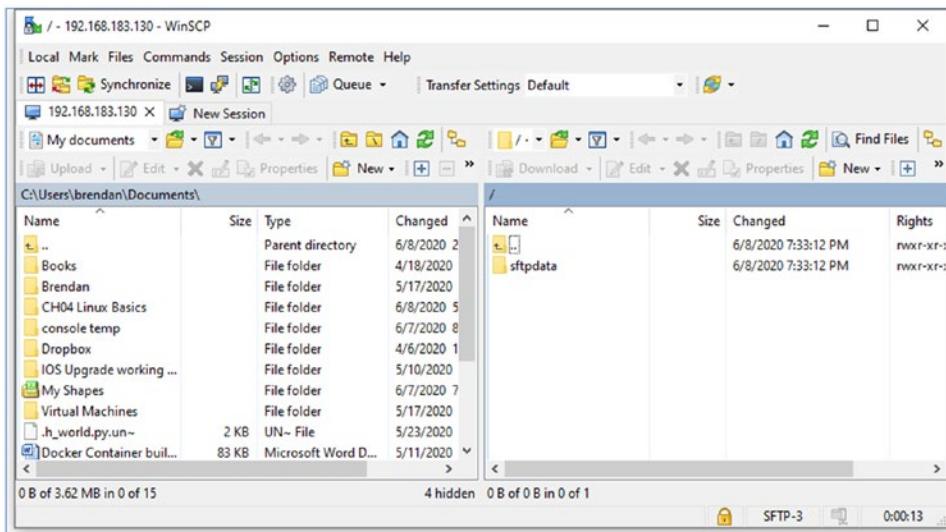 / - 192.168.183.130 - WinSCP
Local Mark Files Commands Session Options Remote Help
Synchronize Queue Transfer Settings Default
192.168.183.130 New Session
My documents / Find Files
Upload Edit Properties New Download Edit Properties New
C:\Users\brendan\Documents\ /
Name Size Type Changed Name Size Changed Rights
.. Parent directory 6/8/2020 2 .. 6/8/2020 7:33:12 PM rwxr-xr-
Books File folder 4/18/2020 sftpdata 6/8/2020 7:33:12 PM rwxr-xr-
Brendan File folder 5/17/2020
CH04 Linux Basics File folder 6/8/2020 5
console temp File folder 6/7/2020 8
Dropbox File folder 4/6/2020 1
IOS Upgrade working ... File folder 5/10/2020
My Shapes File folder 6/7/2020 7
Virtual Machines File folder 5/17/2020
.h_world.py.un~ 2 KB UN~ File 5/23/2020
Docker Container buil... 83 KB Microsoft Word D... 5/11/2020
0 B of 3.62 MB in 0 of 15 4 hidden 0 B of 0 B in 0 of 1
SFTP-3 0:00:13